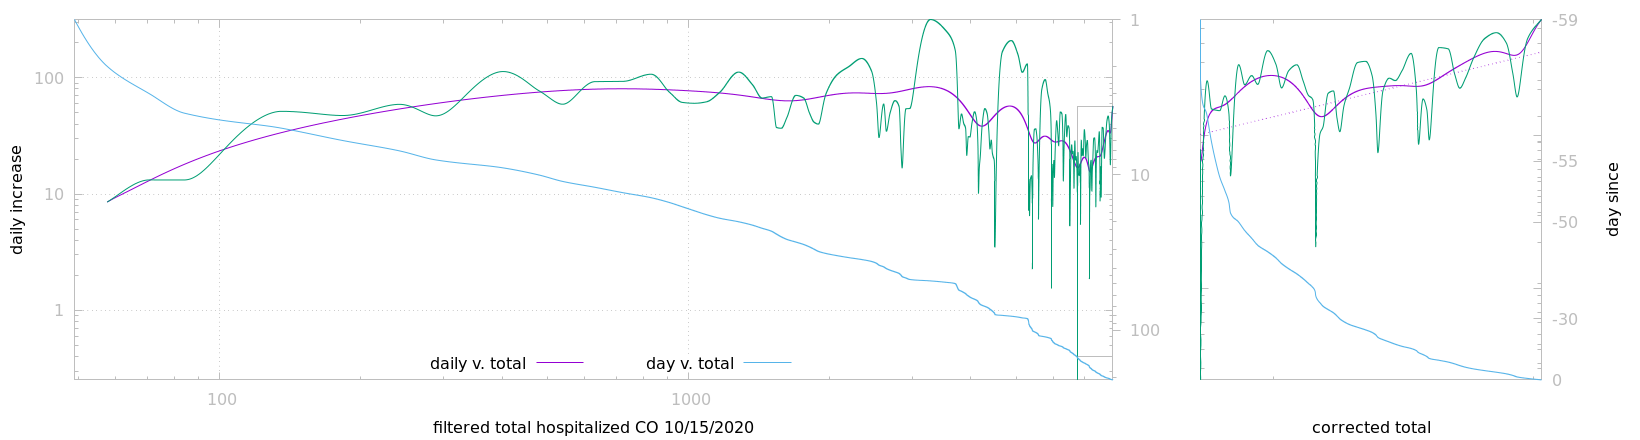 daily increase
100
10
1
1
10
100
daily v. total
day v. total
100
1000
filtered total hospitalized CO 10/15/2020
-59
-55
-50
-30
0
day since
corrected total